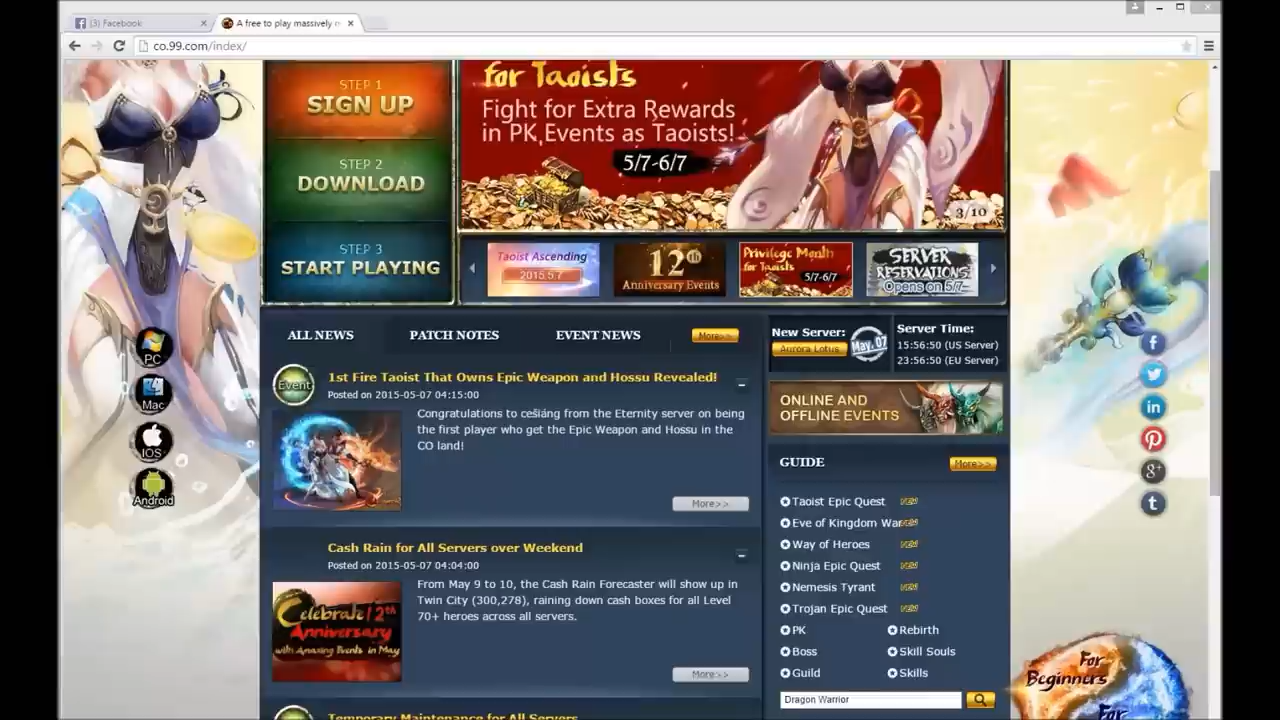 (3) Facebook
A free to play massively o
co.99.com/index/
STEP 1
SIGN UP
STEP 2
DOWNLOAD
STEP 3
START PLAYING
for Taoists
Fight for Extra Rewards
in PK Events as Taoists!
5/7-6/7
3/10
Taoist Ascending
2015.5.7
12th
Anniversary Events
Privilege Month
for Taoists
5/7-6/7
SERVER
RESERVATIONS
Opens on 5/7
PC
Mac
IOS
Android
ALL NEWS
PATCH NOTES
EVENT NEWS
More>>
Event
1st Fire Taoist That Owns Epic Weapon and Hossu Revealed!
Posted on 2015-05-07 04:15:00
Congratulations to cešiáng from the Eternity server on being
the first player who get the Epic Weapon and Hossu in the
CO land!
More>>
Cash Rain for All Servers over Weekend
Posted on 2015-05-07 04:04:00
From May 9 to 10, the Cash Rain Forecaster will show up in
Twin City (300,278), raining down cash boxes for all Level
70+ heroes across all servers.
Celebrate 12th
Anniversary
with Amazing Events in May
More>>
Temporary Maintenance for All Servers
New Server:
Aurora Lotus
May. 07
Server Time:
15:56:50 (US Server)
23:56:50 (EU Server)
ONLINE AND
OFFLINE EVENTS
GUIDE
More>>
Taoist Epic Quest NEW
Eve of Kingdom War NEW
Way of Heroes NEW
Ninja Epic Quest NEW
Nemesis Tyrant NEW
Trojan Epic Quest NEW
PK
Rebirth
Boss
Skill Souls
Guild
Skills
Dragon Warrior
For
Beginners
For